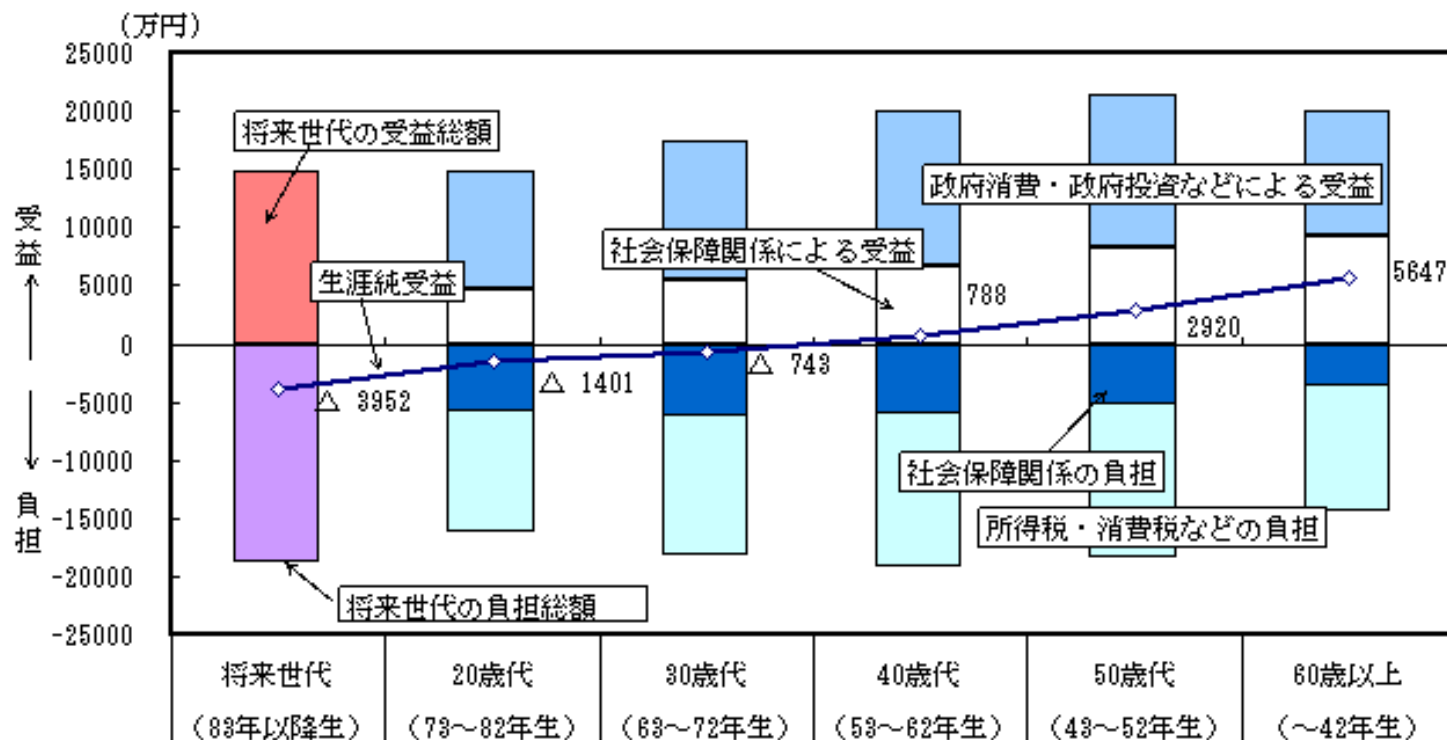 （万円）
25000
20000
15000
10000
5000
0
-5000
-10000
-15000
-20000
-25000
受益
負担
将来世代の受益総額
生涯純受益
社会保障関係による受益
政府消費・政府投資などによる受益
△ 3952
△ 1401
△ 743
788
2920
5647
社会保障関係の負担
所得税・消費税などの負担
将来世代の負担総額
将来世代 20歳代 30歳代 40歳代 50歳代 60歳以上
（83年以降生） （73～82年生） （63～72年生） （53～62年生） （43～52年生） （～42年生）